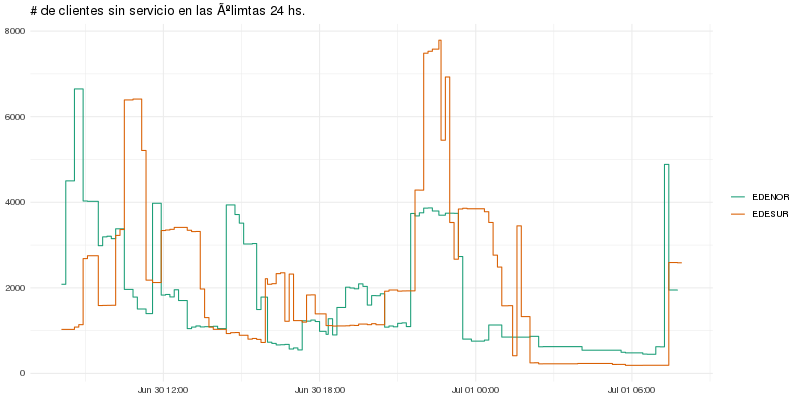 # de clientes sin servicio en las Ãºlimtas 24 hs.
8000
6000
4000
2000
0
Jun 30 12:00
Jun 30 18:00
Jul 01 00:00
Jul 01 06:00
EDENOR
EDESUR